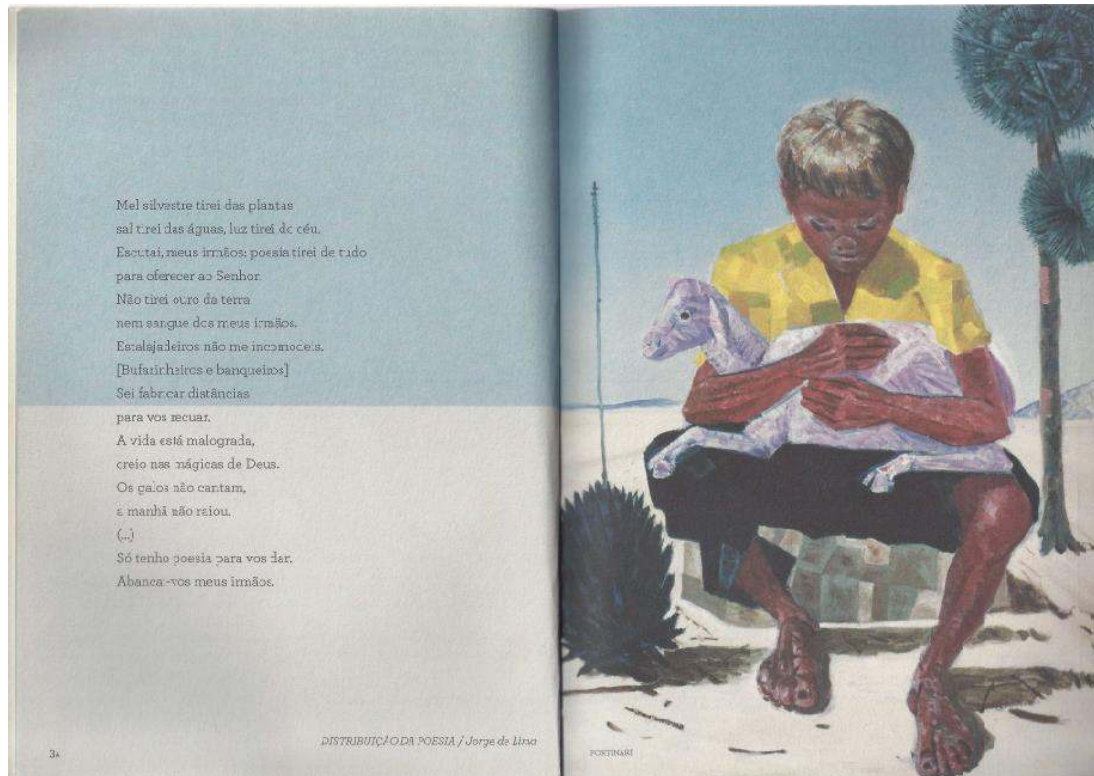 Mel silvestre tirei das plantas
sal tirei das águas, luz tirei do céu.
Escutai, meus irmãos: poesia tirei de tudo
para oferecer ao Senhor.
Não tirei ouro da terra
nem sangue dos meus irmãos.
Estalajadeiros não me incomodeis.
[Bufarinheiros e banqueiros]
Sei fabricar distâncias
para vos recuar.
A vida está malograda,
creio nas mágicas de Deus.
Os galos não cantam,
a manhã não raiou.
(...)
Só tenho poesia para vos dar.
Abancai-vos meus irmãos.
DISTRIBUIÇÃO DA POESIA / Jorge de Lima
3A
PORTINARI